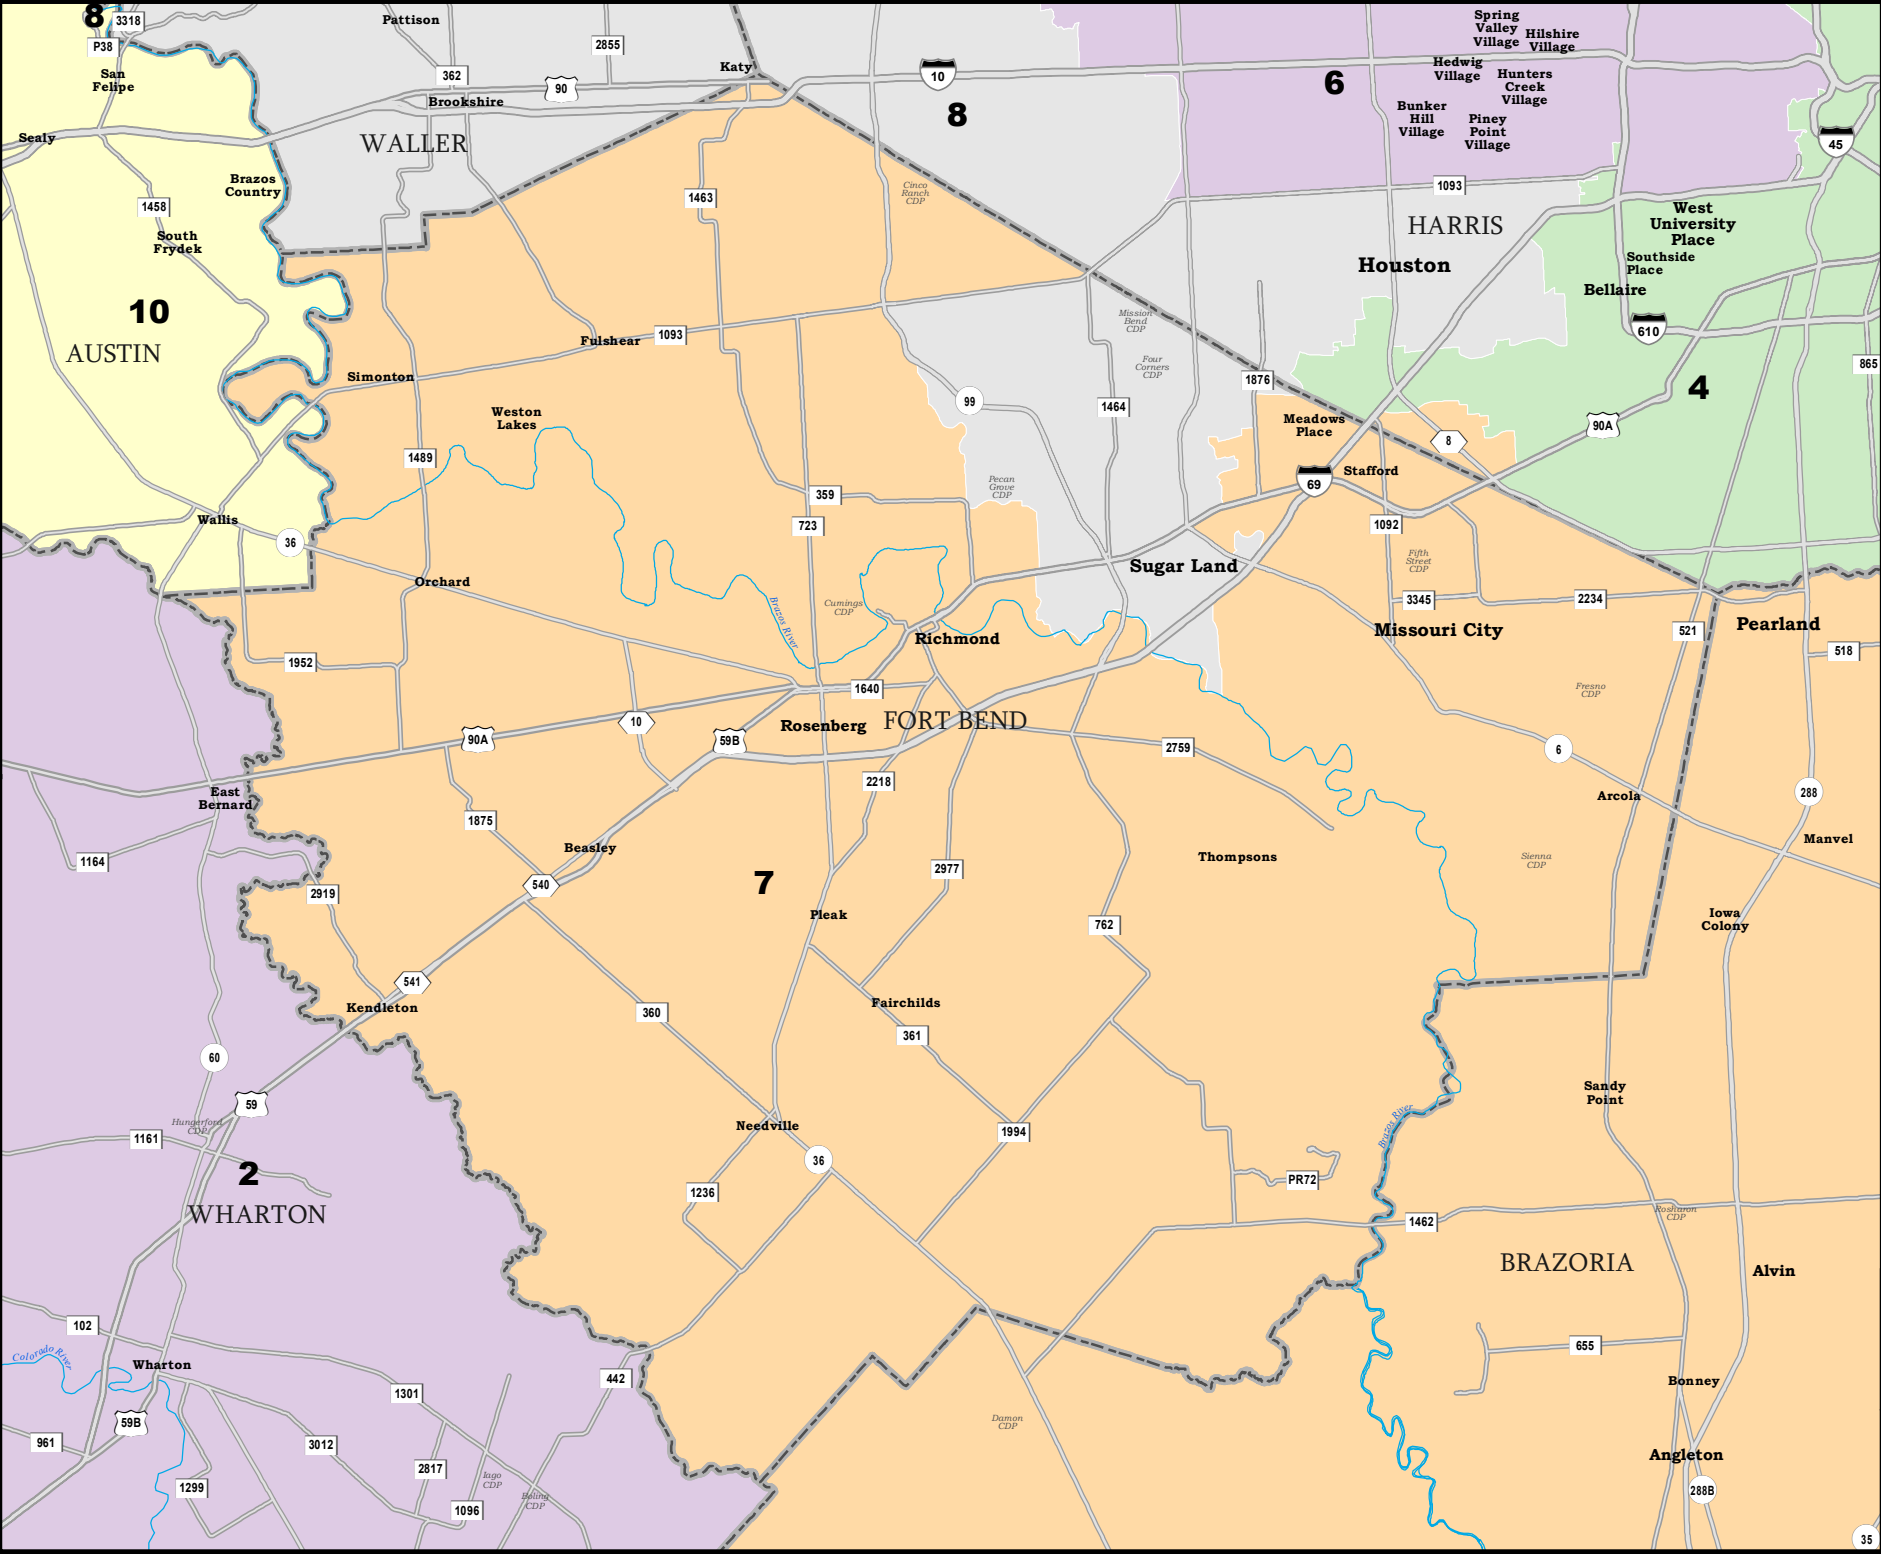 8
3318
Pattison
P38
2855
362
San
Felipe
Katy
90
10
Brookshire
8
6
Spring
Valley
Village
Hilshire
Village
Hedwig
Village
Hunters
Creek
Village
Bunker
Hill
Village
Piney
Point
Village
45
Sealy
WALLER
Brazos
Country
1458
South
Frydek
1463
Cinco
Ranch
CDP
1093
HARRIS
Houston
West
University
Place
Southside
Place
Bellaire
610
10
AUSTIN
Fulshear
1093
Simonton
Mission
Bend
CDP
Four
Corners
CDP
1876
865
4
99
1464
Weston
Lakes
Meadows
Place
8
90A
1489
Stafford
69
Pecan
Grove
CDP
359
723
1092
Wallis
36
Orchard
Fifth
Street
CDP
Sugar Land
Cumings
CDP
Brazos River
3345
2234
Richmond
Missouri City
521
Pearland
518
1952
1640
Fresno
CDP
Rosenberg
FORT BEND
10
90A
59B
2759
6
East
Bernard
2218
Arcola
288
1875
Manvel
Beasley
1164
Thompsons
Sienna
CDP
540
7
2977
2919
Pleak
762
Iowa
Colony
541
Kendleton
360
Fairchilds
361
60
59
Sandy
Point
Hungerford
CDP
1161
Needville
1994
Brazos River
36
2
PR72
1236
WHARTON
1462
Rosharon
CDP
BRAZORIA
Alvin
102
Colorado River
Wharton
655
442
1301
Bonney
59B
Damon
CDP
961
3012
Angleton
2817
Iago
CDP
1299
288B
Boling
CDP
1096
35